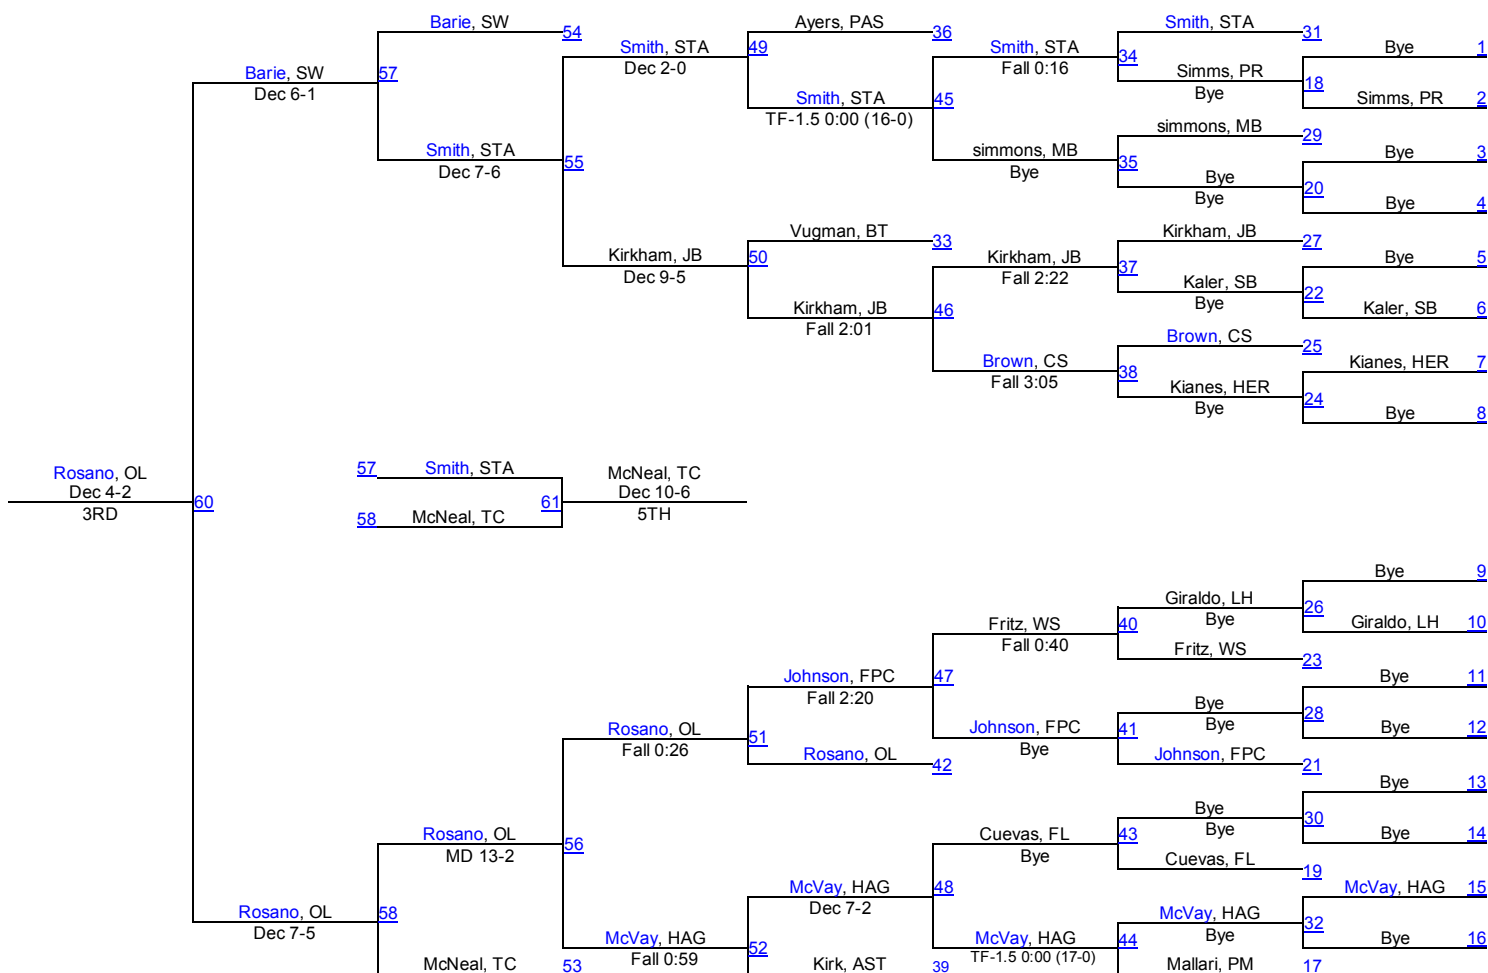 Barie, SW 54
Ayers, PAS 36
Smith, STA 31
Smith, STA 49
Dec 2-0
Smith, STA 34
Fall 0:16
Bye 1
Barie, SW 57
Dec 6-1
Simms, PR 18
Bye
Smith, STA 45
TF-1.5 0:00 (16-0)
Simms, PR 2
simmons, MB 29
Smith, STA 55
Dec 7-6
simmons, MB 35
Bye
Bye 3
Bye 20
Bye
Bye 4
Vugman, BT 33
Kirkham, JB 27
Kirkham, JB 50
Dec 9-5
Kirkham, JB 37
Fall 2:22
Bye 5
Kaler, SB 22
Bye
Kirkham, JB 46
Fall 2:01
Kaler, SB 6
Brown, CS 25
Brown, CS 38
Fall 3:05
Kianes, HER 7
Kianes, HER 24
Bye
Bye 8
Rosano, OL
Dec 4-2
3RD
60
57 Smith, STA
58 McNeal, TC
61
McNeal, TC
Dec 10-6
5TH
Bye 9
Giraldo, LH 26
Bye
Fritz, WS 40
Fall 0:40
Giraldo, LH 10
Fritz, WS 23
Johnson, FPC 47
Fall 2:20
Bye 11
Bye 28
Bye
Rosano, OL 51
Fall 0:26
Johnson, FPC 41
Bye
Bye 12
Rosano, OL 42
Johnson, FPC 21
Bye 13
Bye 30
Bye
Rosano, OL 56
MD 13-2
Cuevas, FL 43
Bye
Bye 14
Cuevas, FL 19
McVay, HAG 48
Dec 7-2
McVay, HAG 15
Rosano, OL 58
Dec 7-5
McVay, HAG 32
Bye
McVay, HAG 52
Fall 0:59
McVay, HAG 44
TF-1.5 0:00 (17-0)
Bye 16
McNeal, TC 53
Kirk, AST 39
Mallari, PM 17